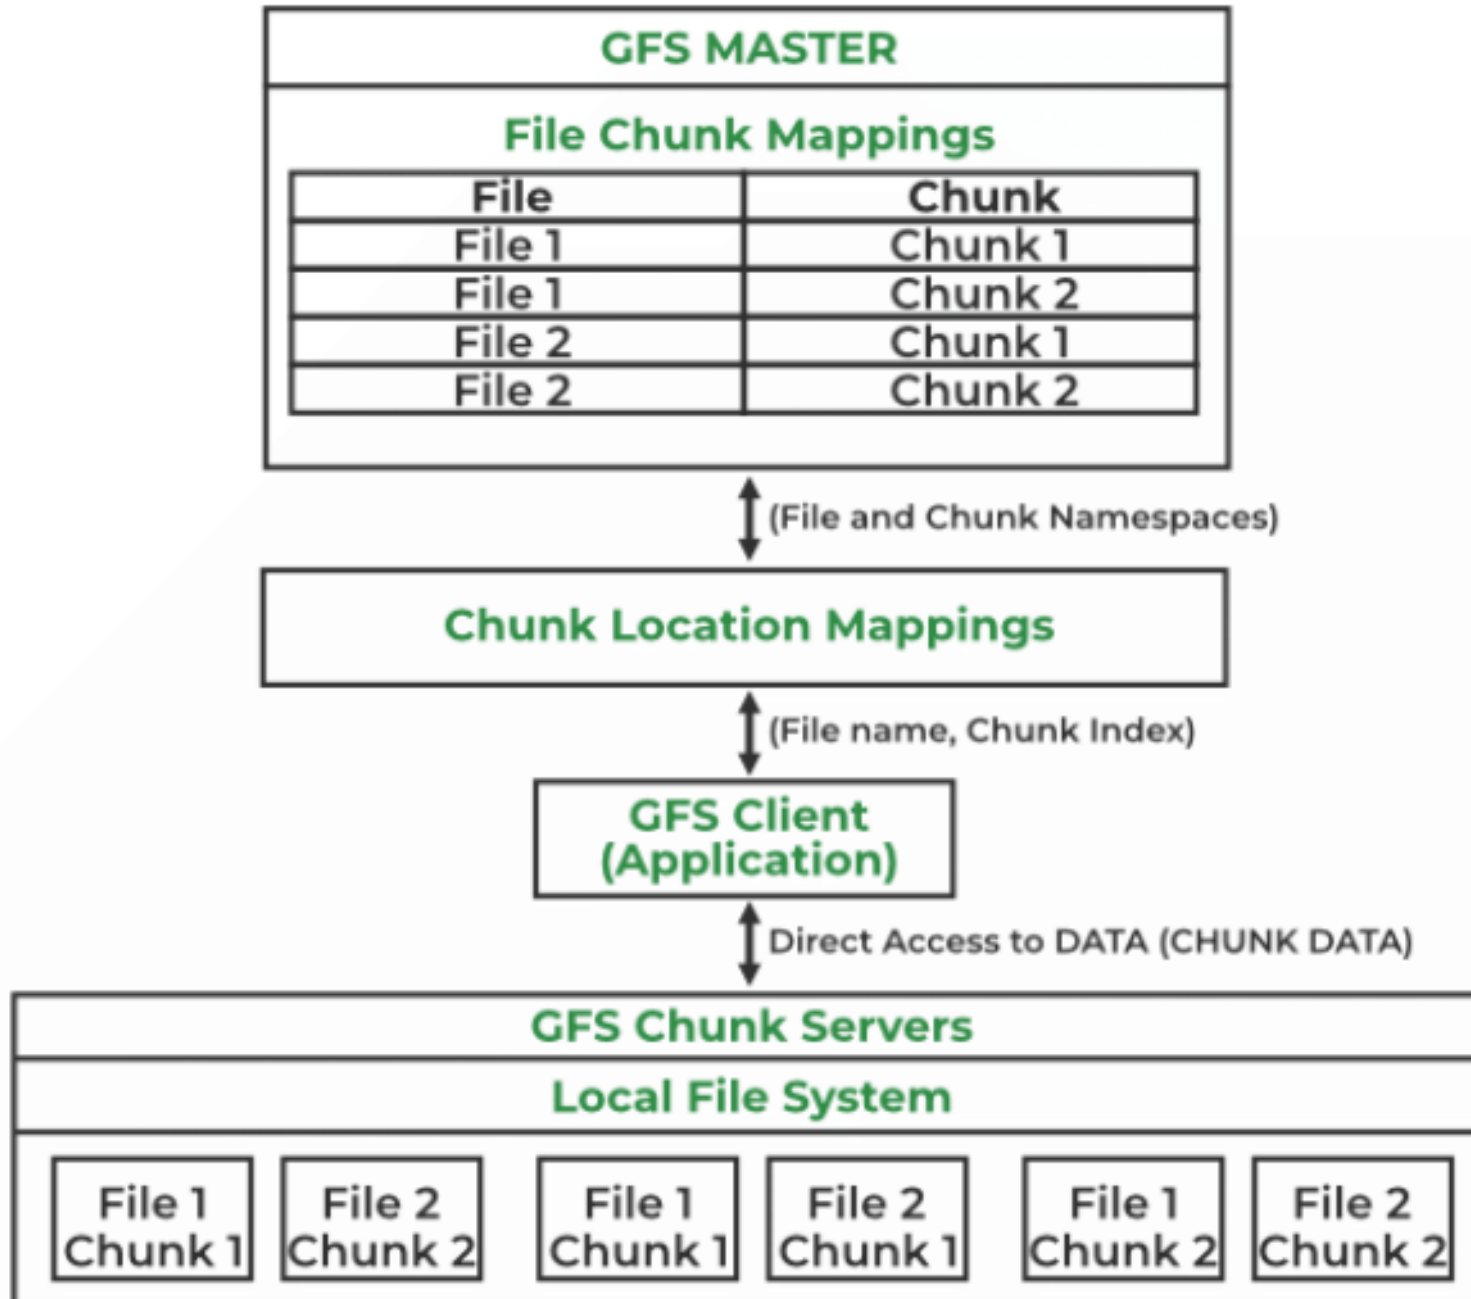 GFS MASTER
File Chunk Mappings
File Chunk
File 1 Chunk 1
File 1 Chunk 2
File 2 Chunk 1
File 2 Chunk 2
(File and Chunk Namespaces)
Chunk Location Mappings
(File name, Chunk Index)
GFS Client
(Application)
Direct Access to DATA (CHUNK DATA)
GFS Chunk Servers
Local File System
File 1 File 2 File 1 File 2 File 1 File 2
Chunk 1 Chunk 2 Chunk 1 Chunk 1 Chunk 2 Chunk 2